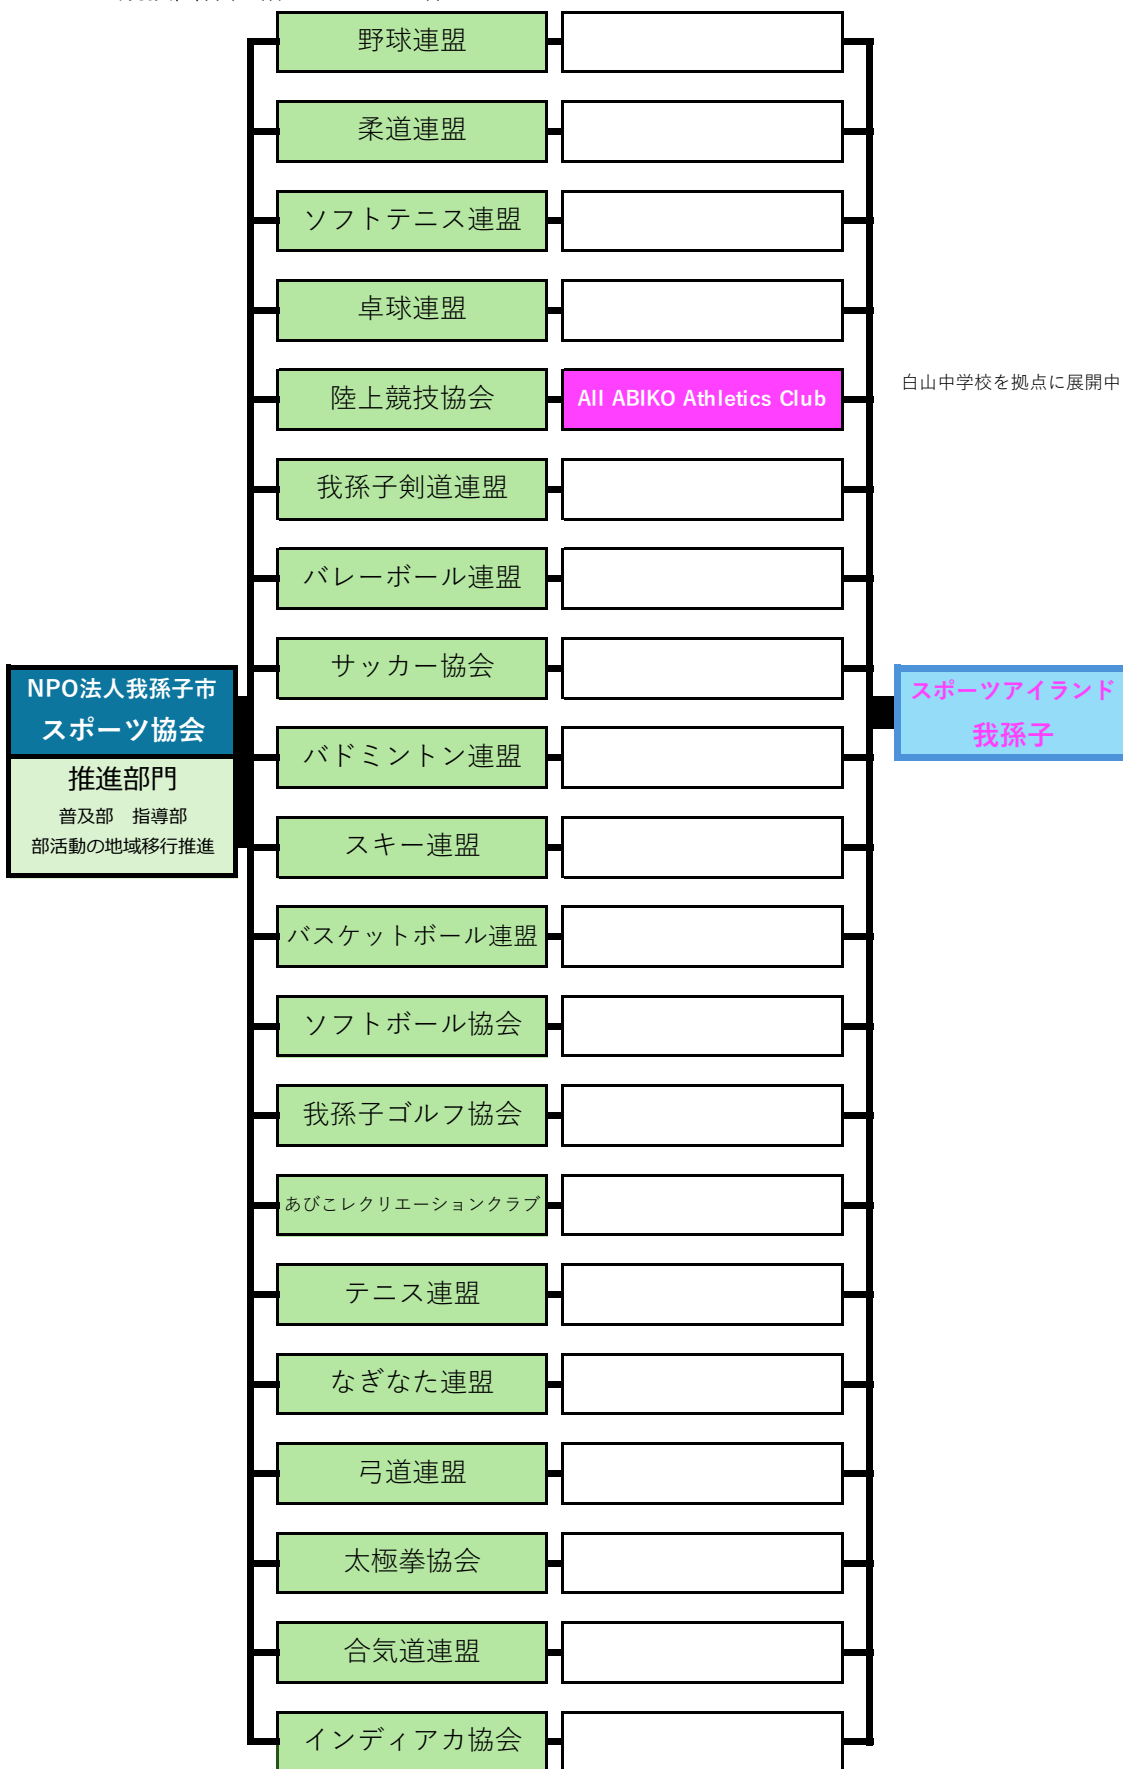 野球連盟
柔道連盟
ソフトテニス連盟
卓球連盟
陸上競技協会
All ABIKO Athletics Club
白山中学校を拠点に展開中
我孫子剣道連盟
バレーボール連盟
サッカー協会
NPO法人我孫子市
スポーツ協会
推進部門
普及部　指導部
部活動の地域移行推進
スポーツアイランド
我孫子
バドミントン連盟
スキー連盟
バスケットボール連盟
ソフトボール協会
我孫子ゴルフ協会
あびこレクリエーションクラブ
テニス連盟
なぎなた連盟
弓道連盟
太極拳協会
合気道連盟
インディアカ協会